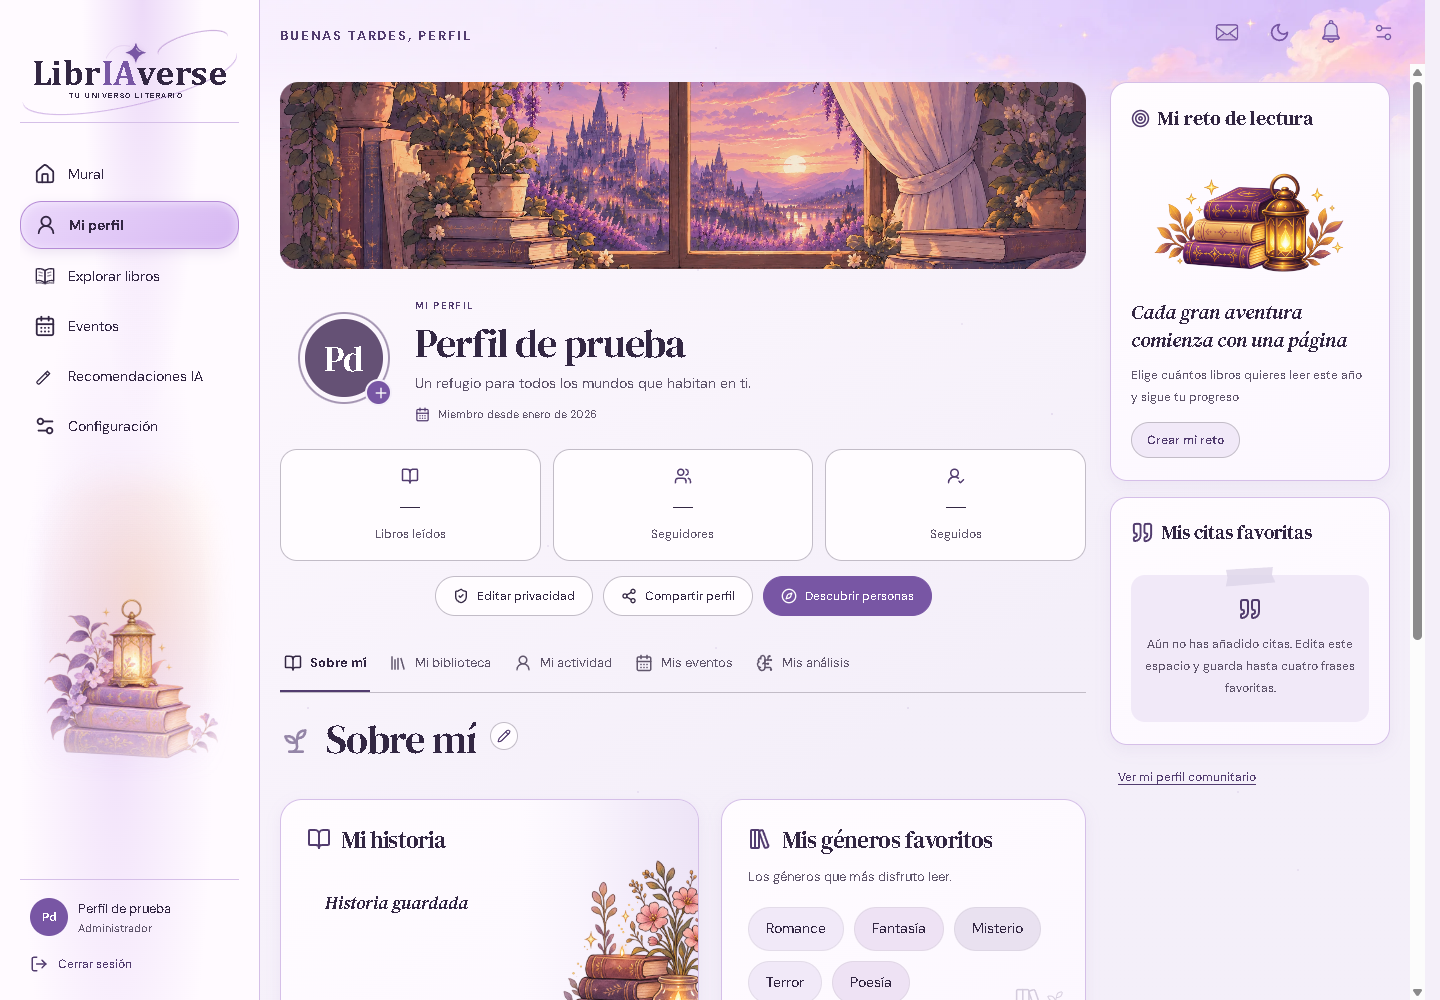 LibrIAverse
TU UNIVERSO LITERARIO
Mural
Mi perfil
Explorar libros
Eventos
Recomendaciones IA
Configuración
Pd
Perfil de prueba
Administrador
Cerrar sesión
BUENAS TARDES, PERFIL
Pd
MI PERFIL
Perfil de prueba
Un refugio para todos los mundos que habitan en ti.
Miembro desde enero de 2026
—
Libros leídos
—
Seguidores
—
Seguidos
Editar privacidad
Compartir perfil
Descubrir personas
Sobre mí
Mi biblioteca
Mi actividad
Mis eventos
Mis análisis
Sobre mí
Mi historia
Historia guardada
Mis géneros favoritos
Los géneros que más disfruto leer.
Romance
Fantasía
Misterio
Terror
Poesía
Mi reto de lectura
Cada gran aventura
comienza con una página
Elige cuántos libros quieres leer este año
y sigue tu progreso
Crear mi reto
Mis citas favoritas
Aún no has añadido citas. Edita este
espacio y guarda hasta cuatro frases
favoritas.
Ver mi perfil comunitario